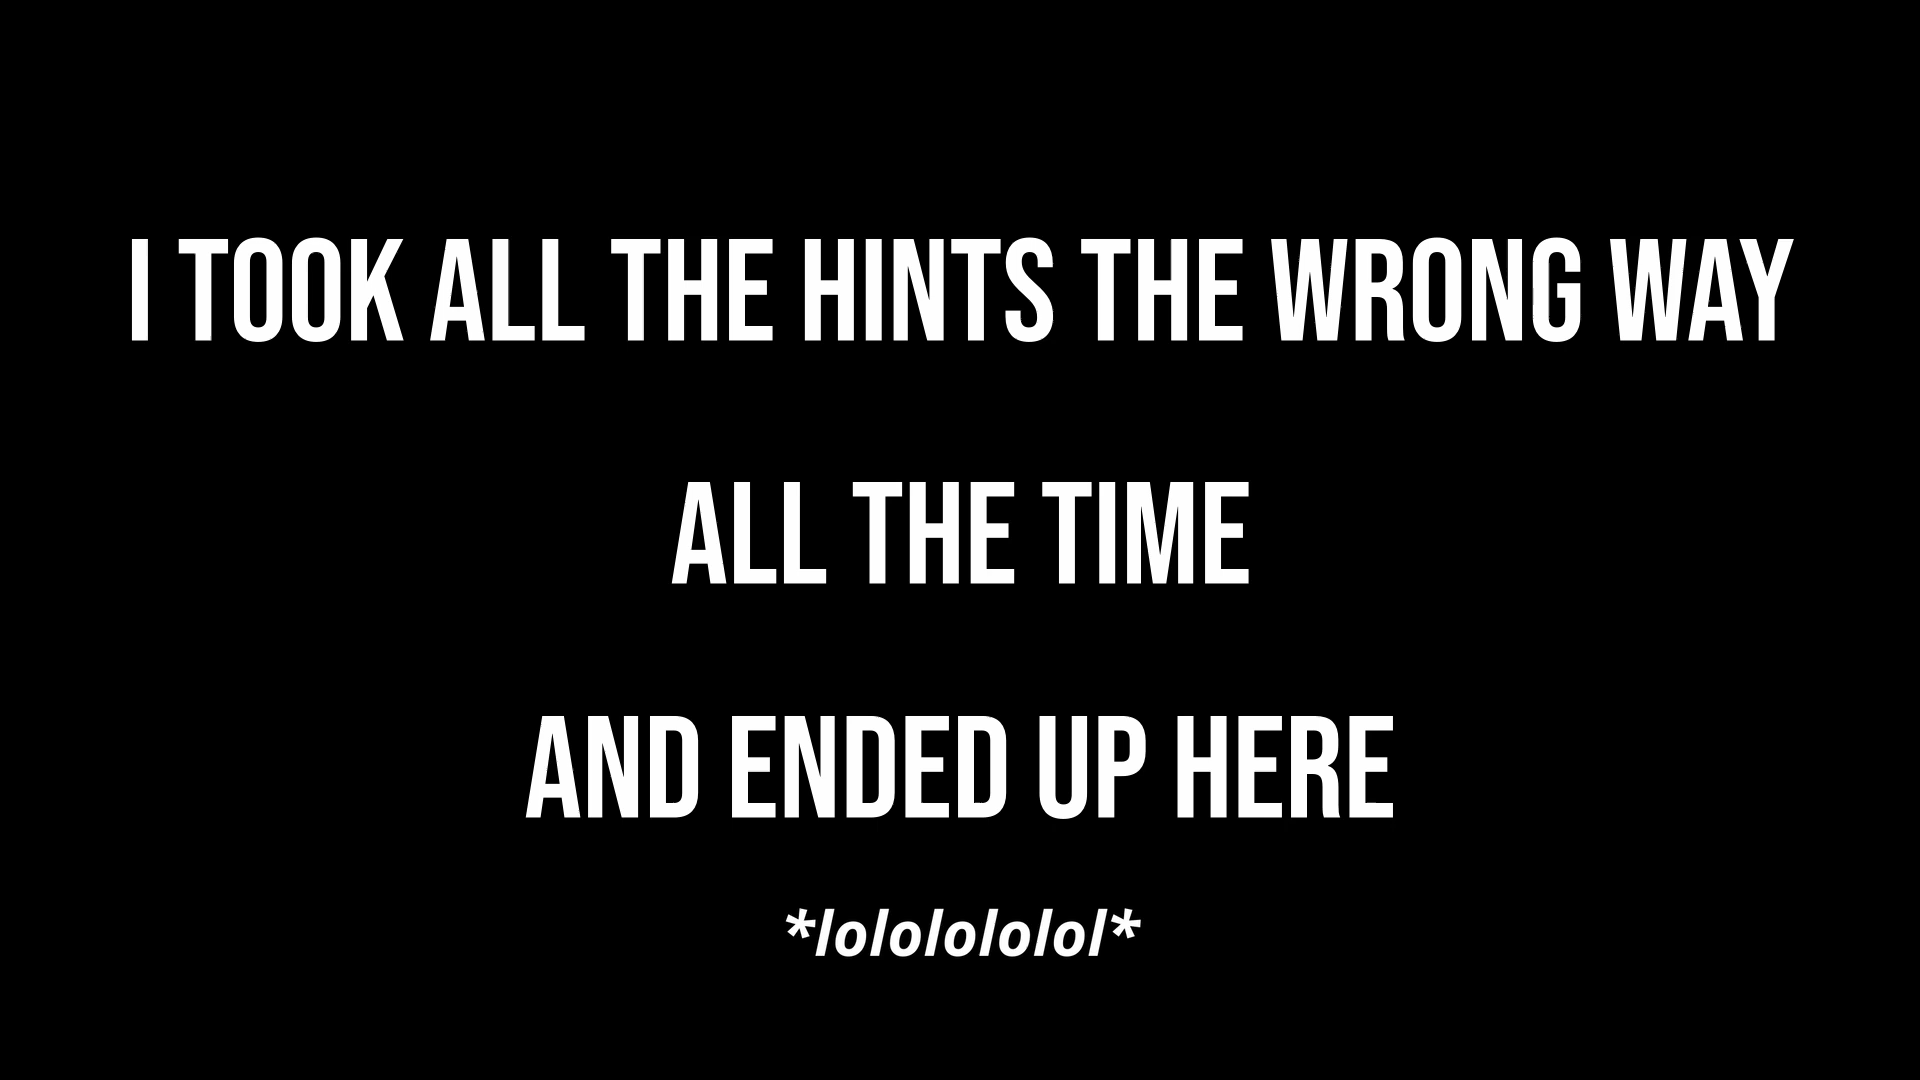 I TOOK ALL THE HINTS THE WRONG WAY
ALL THE TIME
AND ENDED UP HERE
*lolololololol*